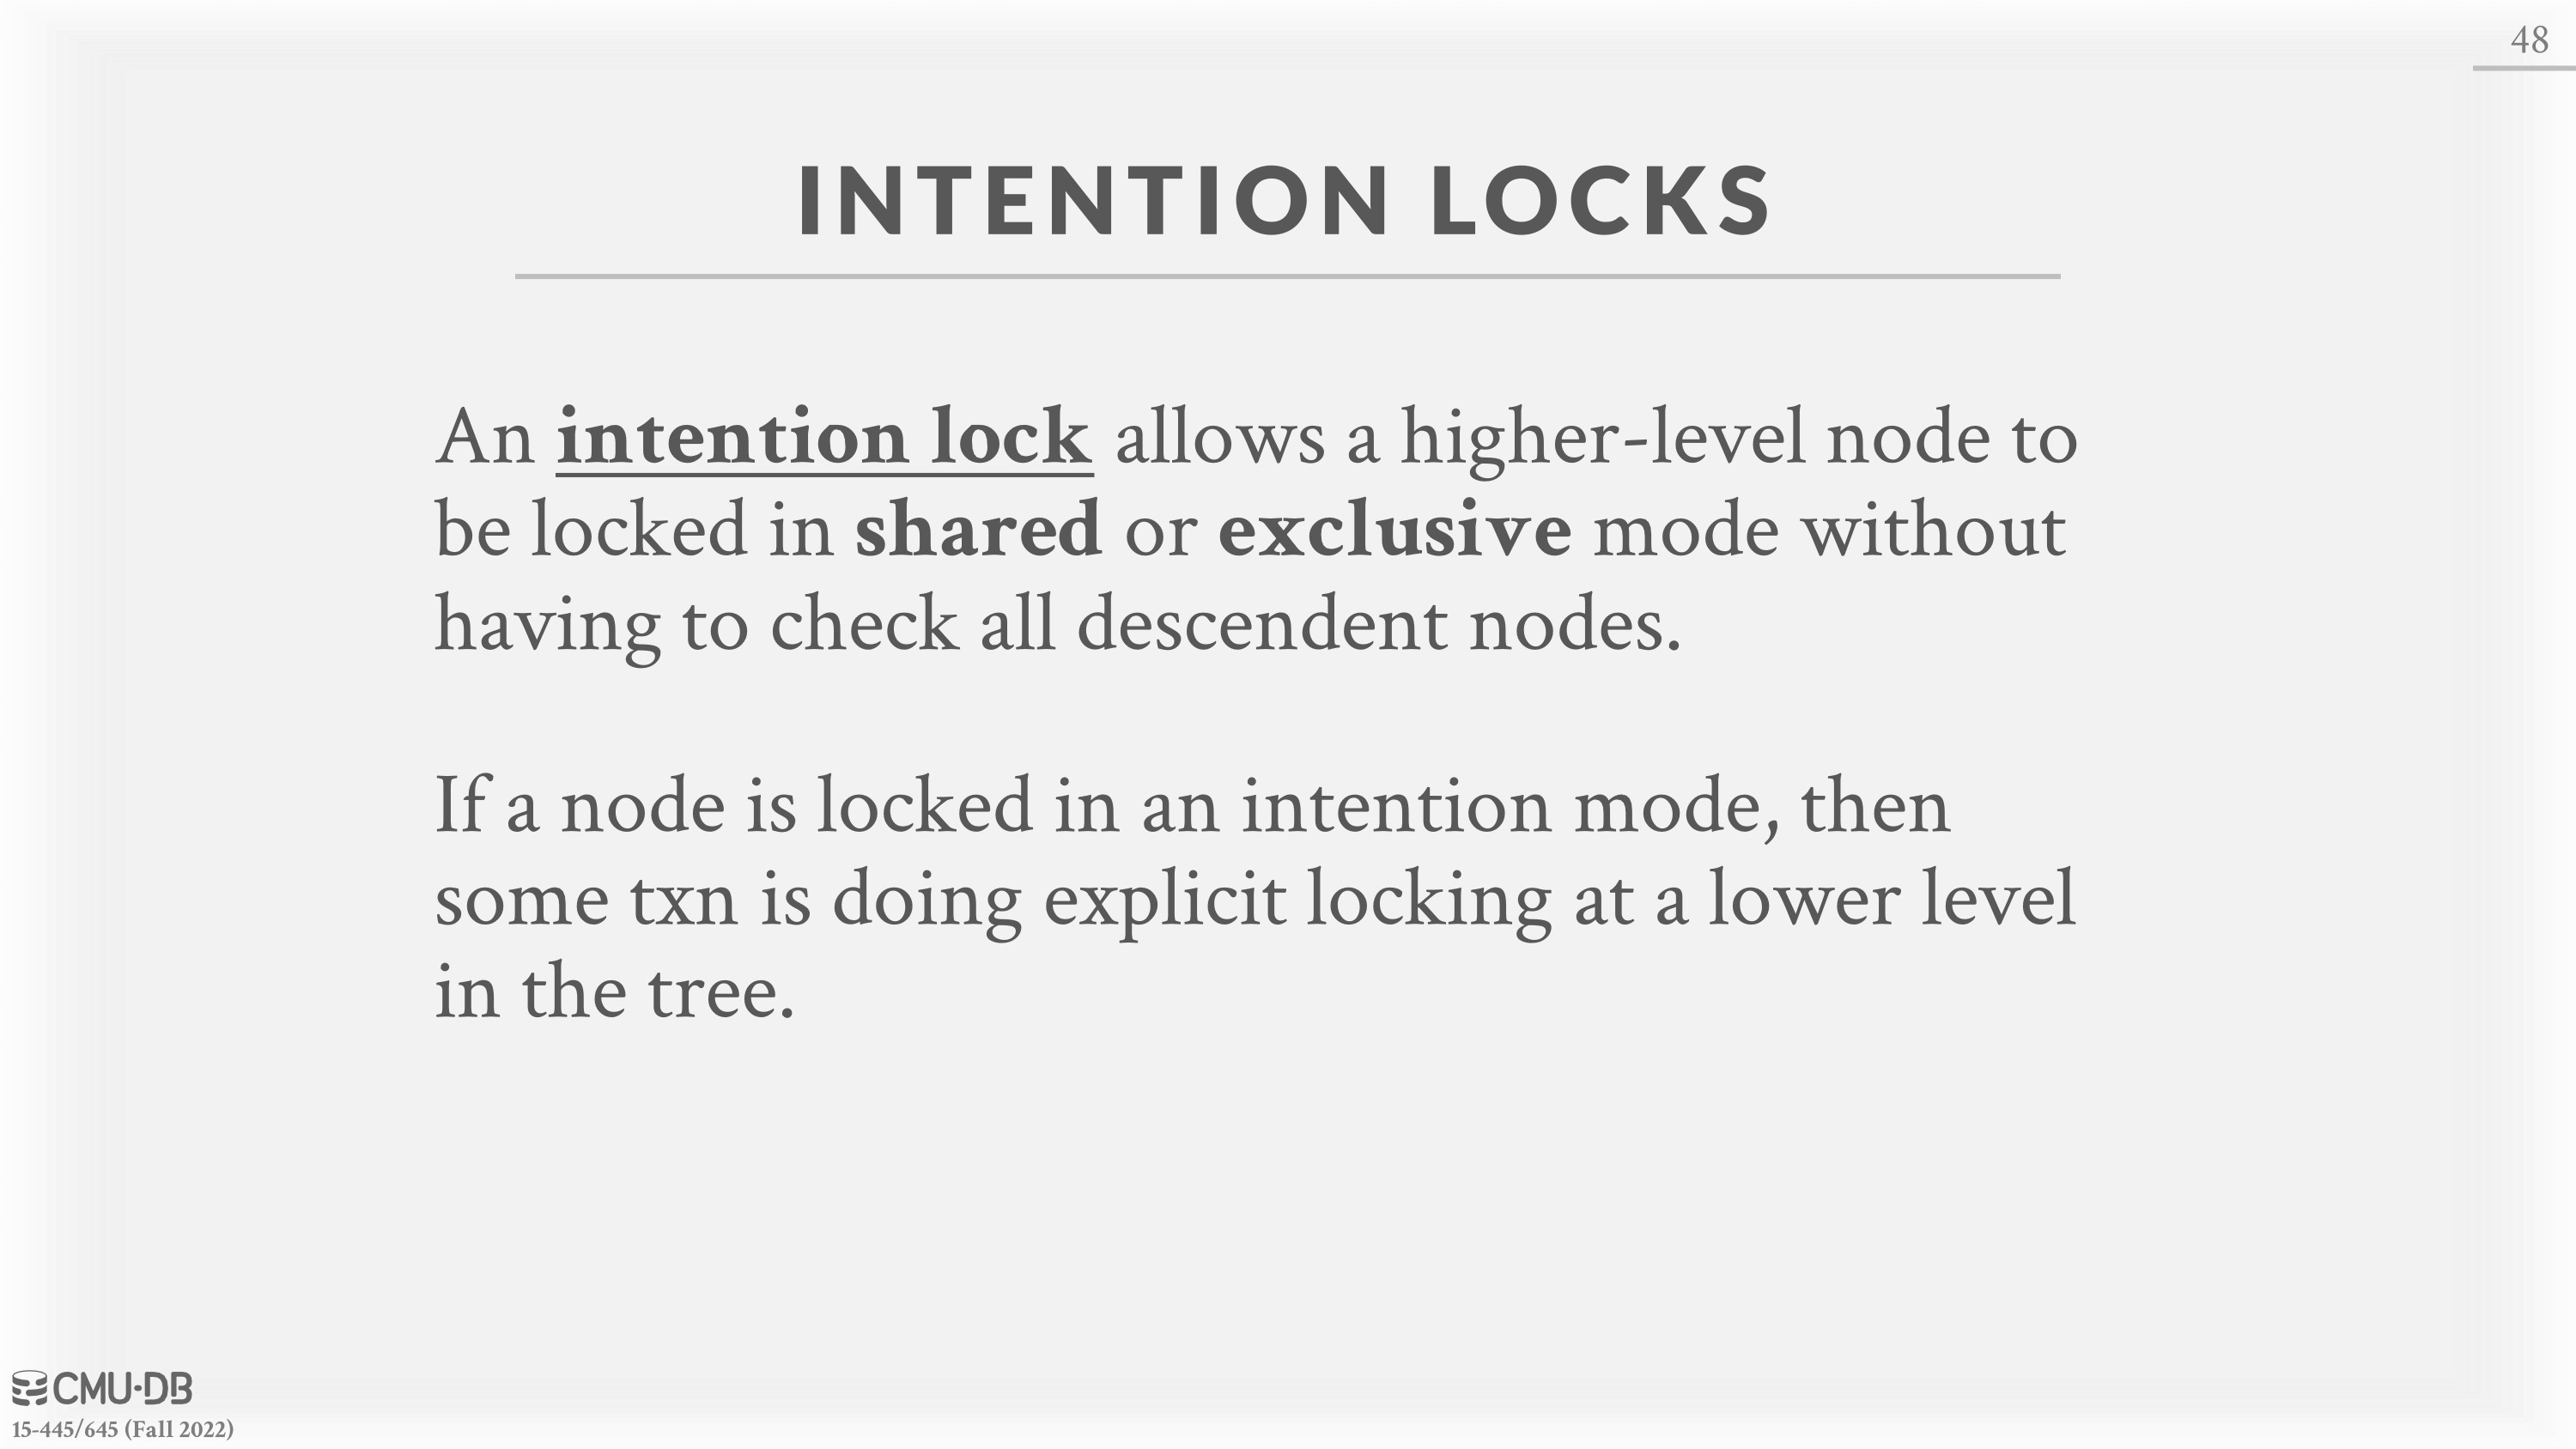 48
INTENTION LOCKS
An intention lock allows a higher-level node to
be locked in shared or exclusive mode without
having to check all descendent nodes.
If a node is locked in an intention mode, then
some txn is doing explicit locking at a lower level
in the tree.
CMU·DB
15-445/645 (Fall 2022)